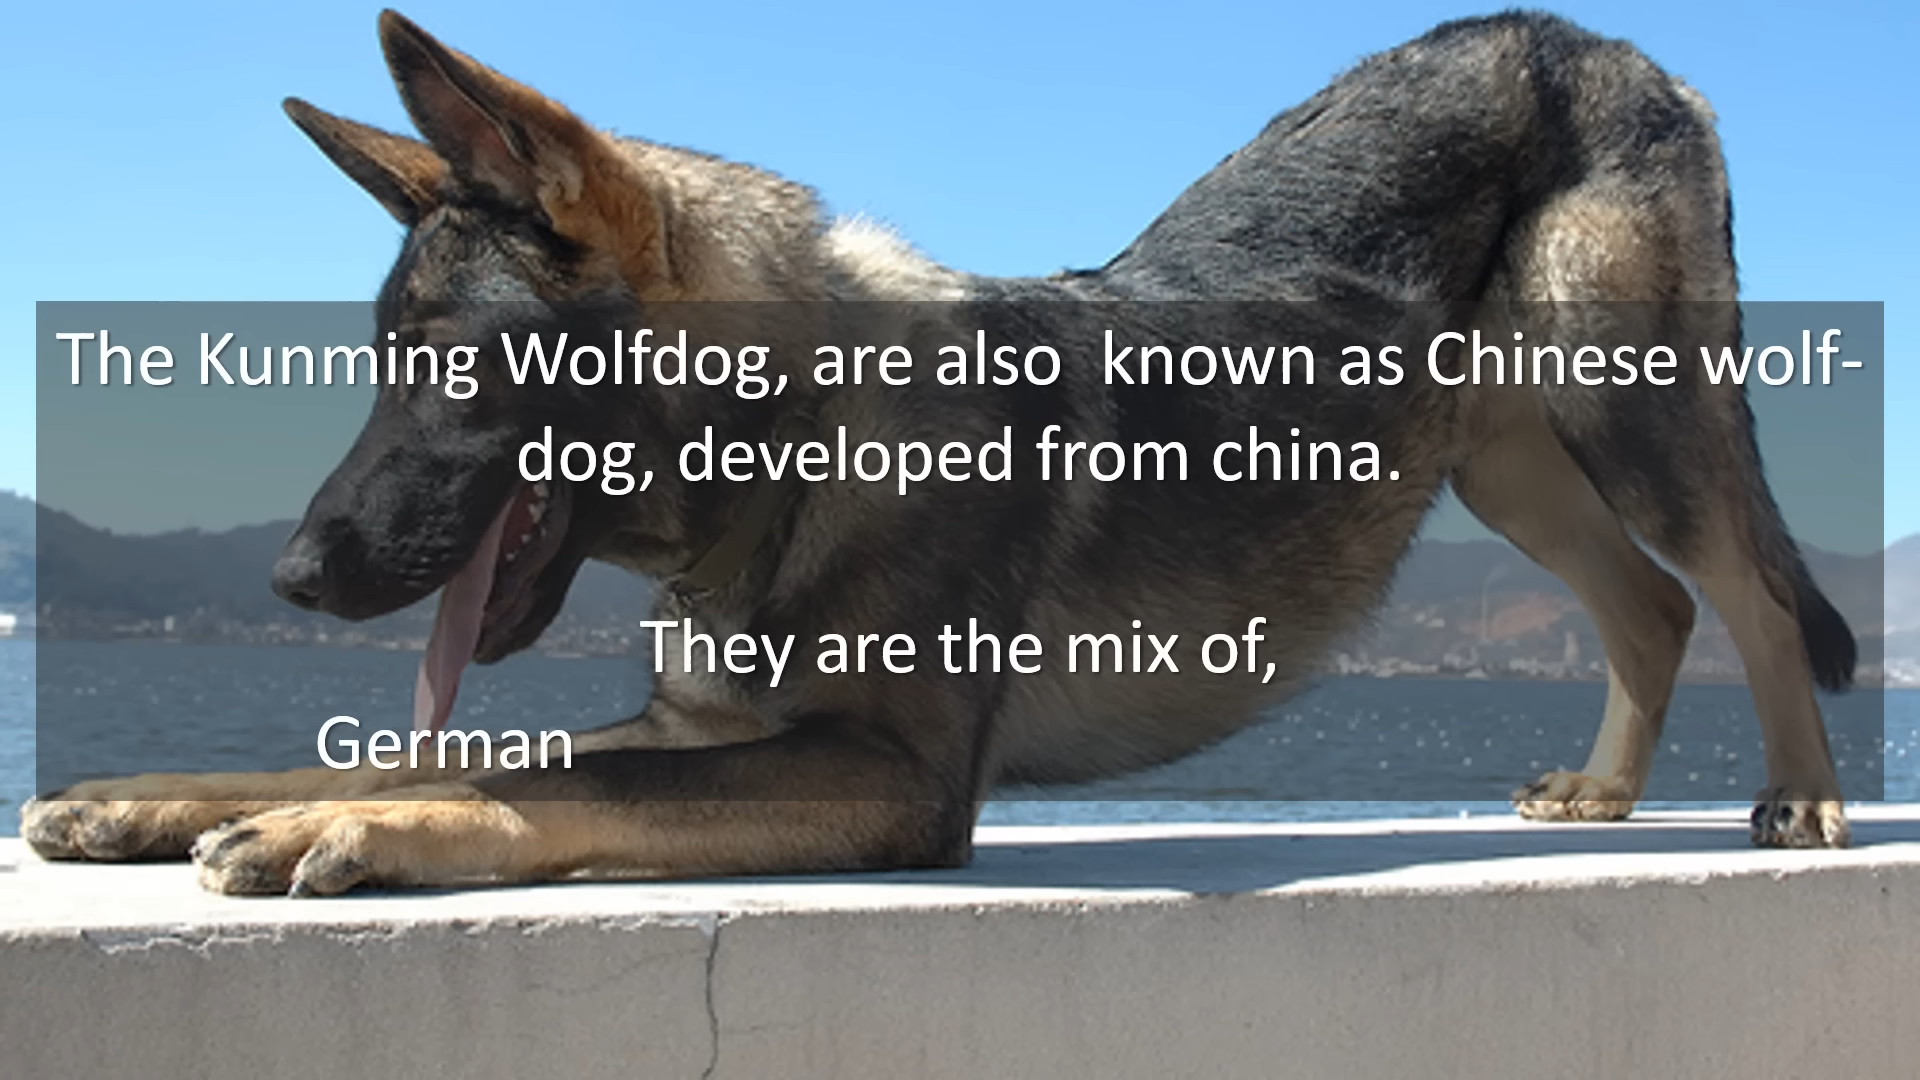 The Kunming Wolfdog, are also  known as Chinese wolf-
dog, developed from china.
They are the mix of,
German